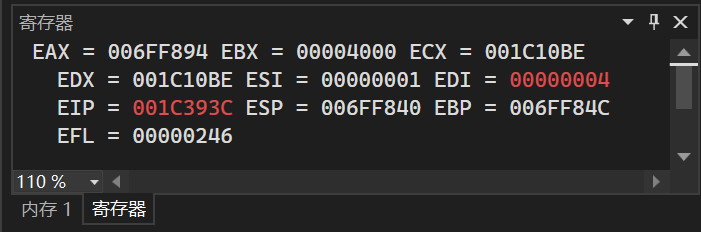 寄存器
EAX = 006FF894 EBX = 00004000 ECX = 001C10BE
EDX = 001C10BE ESI = 00000001 EDI = 00000004
EIP = 001C393C ESP = 006FF840 EBP = 006FF84C
EFL = 00000246
110 %
内存 1 寄存器